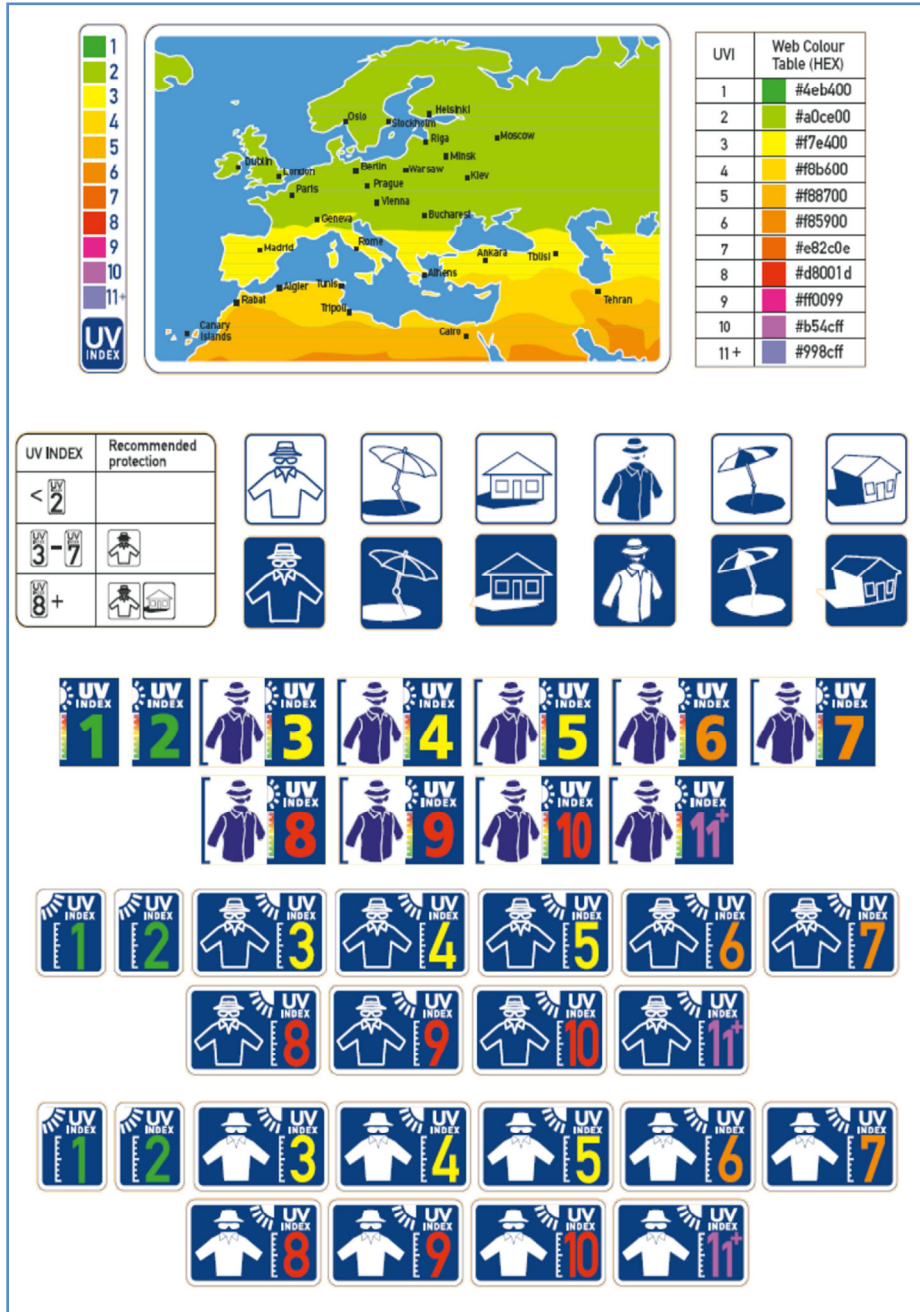 1
2
3
4
5
6
7
8
9
10
11+
UV
INDEX
Oslo
Helsinki
Stockholm
Riga
Moscow
Minsk
Dublin
London
Berlin
Warsaw
Kiev
Paris
Prague
Vienna
Geneva
Bucharest
Madrid
Rome
Ankara
Tblisi
Athens
Algier
Tunis
Rabat
Tripoli
Tehran
Canary
Islands
Cairo
UVI Web Colour
Table (HEX)
1 #4eb400
2 #a0ce00
3 #f7e400
4 #f8b600
5 #f88700
6 #f85900
7 #e82c0e
8 #d8001d
9 #ff0099
10 #b54cff
11 + #998cff
UV INDEX Recommended
protection
< UV 2
UV 3 - UV 7
UV 8 +
UV INDEX 1
UV INDEX 2
UV INDEX 3
UV INDEX 4
UV INDEX 5
UV INDEX 6
UV INDEX 7
UV INDEX 8
UV INDEX 9
UV INDEX 10
UV INDEX 11+
UV INDEX 1
UV INDEX 2
UV INDEX 3
UV INDEX 4
UV INDEX 5
UV INDEX 6
UV INDEX 7
UV INDEX 8
UV INDEX 9
UV INDEX 10
UV INDEX 11+
UV INDEX 1
UV INDEX 2
UV INDEX 3
UV INDEX 4
UV INDEX 5
UV INDEX 6
UV INDEX 7
UV INDEX 8
UV INDEX 9
UV INDEX 10
UV INDEX 11+